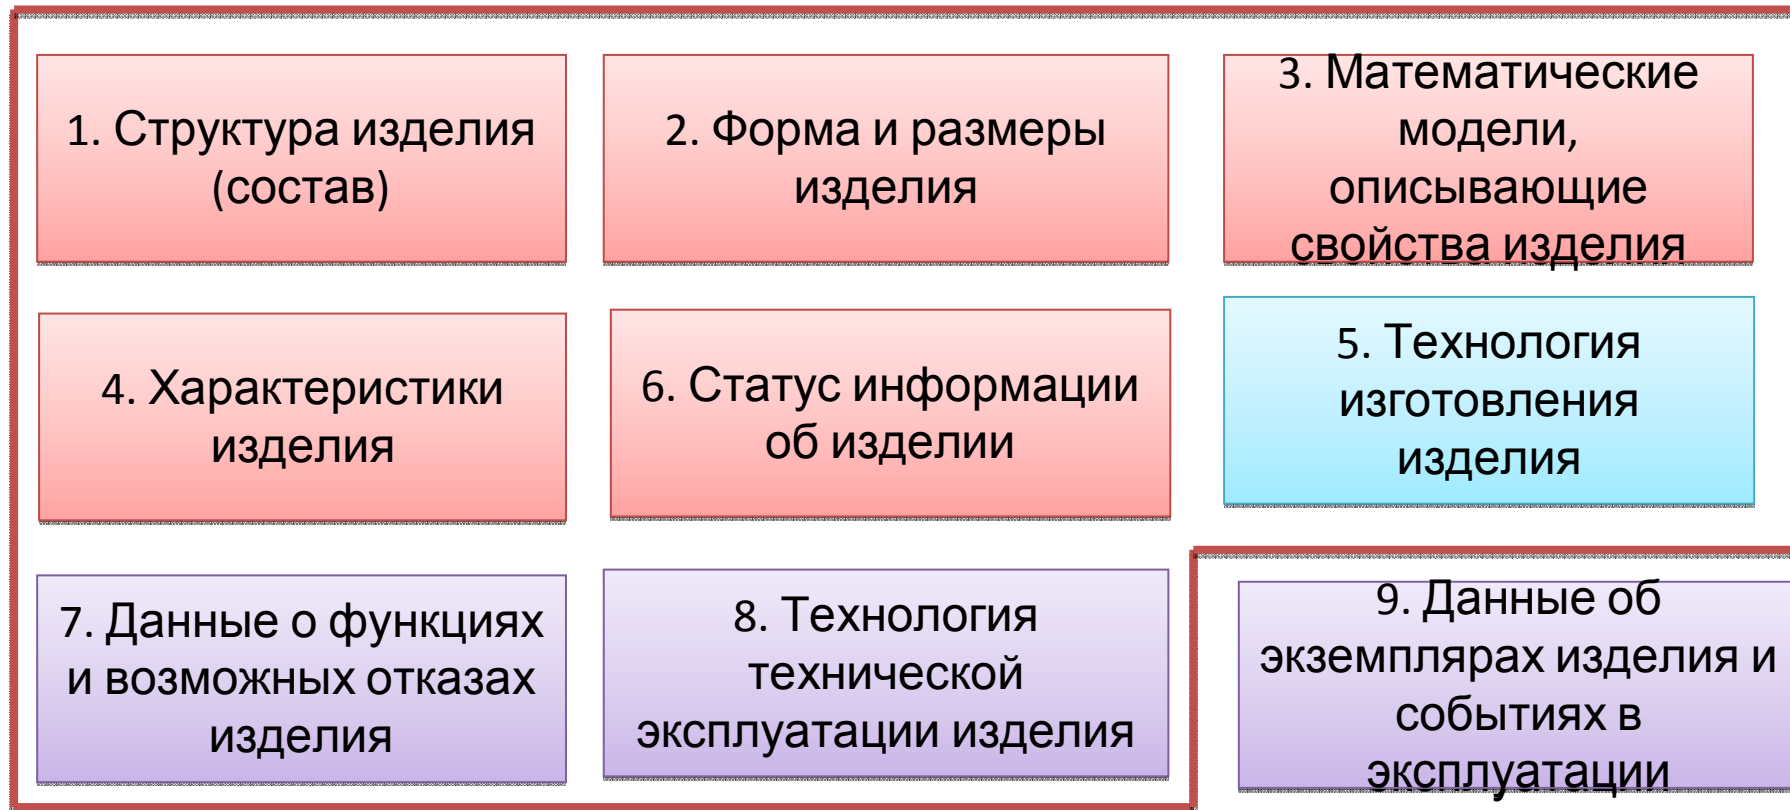 1. Структура изделия
(состав)
2. Форма и размеры
изделия
3. Математические
модели,
описывающие
свойства изделия
4. Характеристики
изделия
6. Статус информации
об изделии
5. Технология
изготовления
изделия
7. Данные о функциях
и возможных отказах
изделия
8. Технология
технической
эксплуатации изделия
9. Данные об
экземплярах изделия и
событиях в
эксплуатации